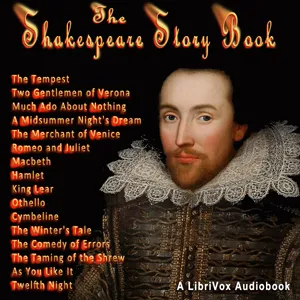 The
Shakespeare Story Book
The Tempest
Two Gentlemen of Verona
Much Ado About Nothing
A Midsummer Night's Dream
The Merchant of Venice
Romeo and Juliet
Macbeth
Hamlet
King Lear
Othello
Cymbeline
The Winter's Tale
The Comedy of Errors
The Taming of the Shrew
As You Like It
Twelfth Night
A LibriVox Audiobook